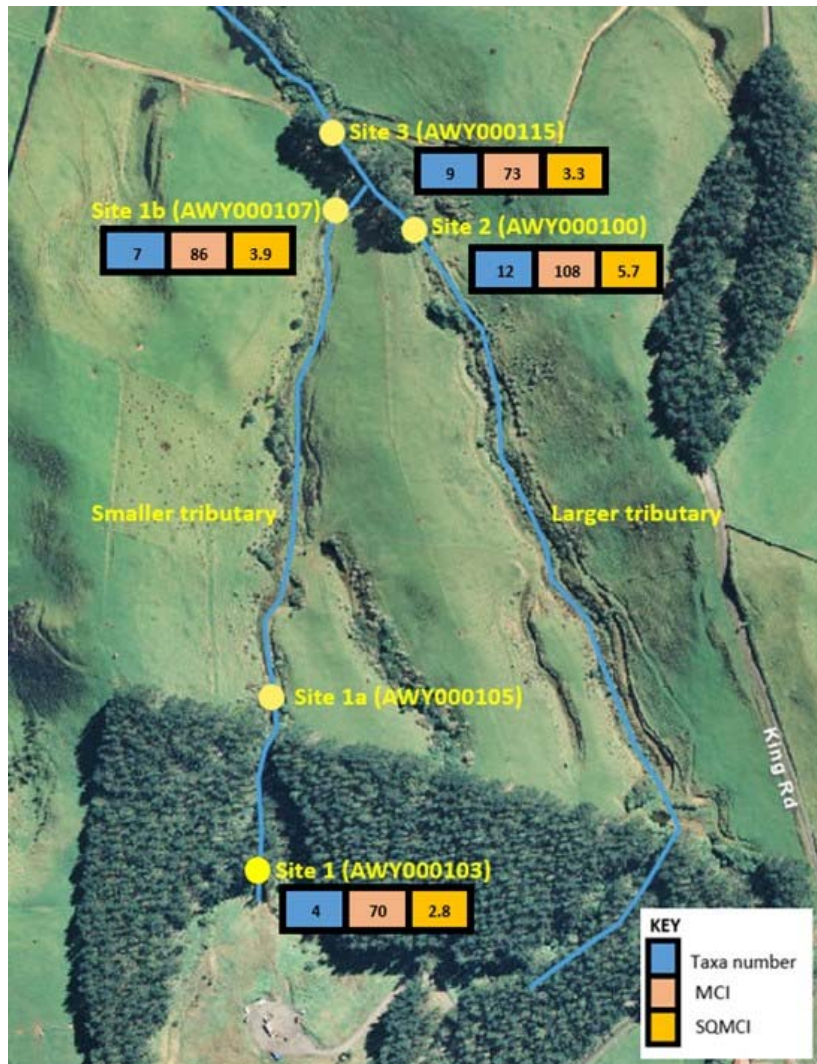 Site 3 (AWY000115)
9 73 3.3
Site 1b (AWY000107)
7 86 3.9
Site 2 (AWY000100)
12 108 5.7
Smaller tributary
Larger tributary
Site 1a (AWY000105)
King Rd
Site 1 (AWY000103)
4 70 2.8
KEY
Taxa number
MCI
SQMCI